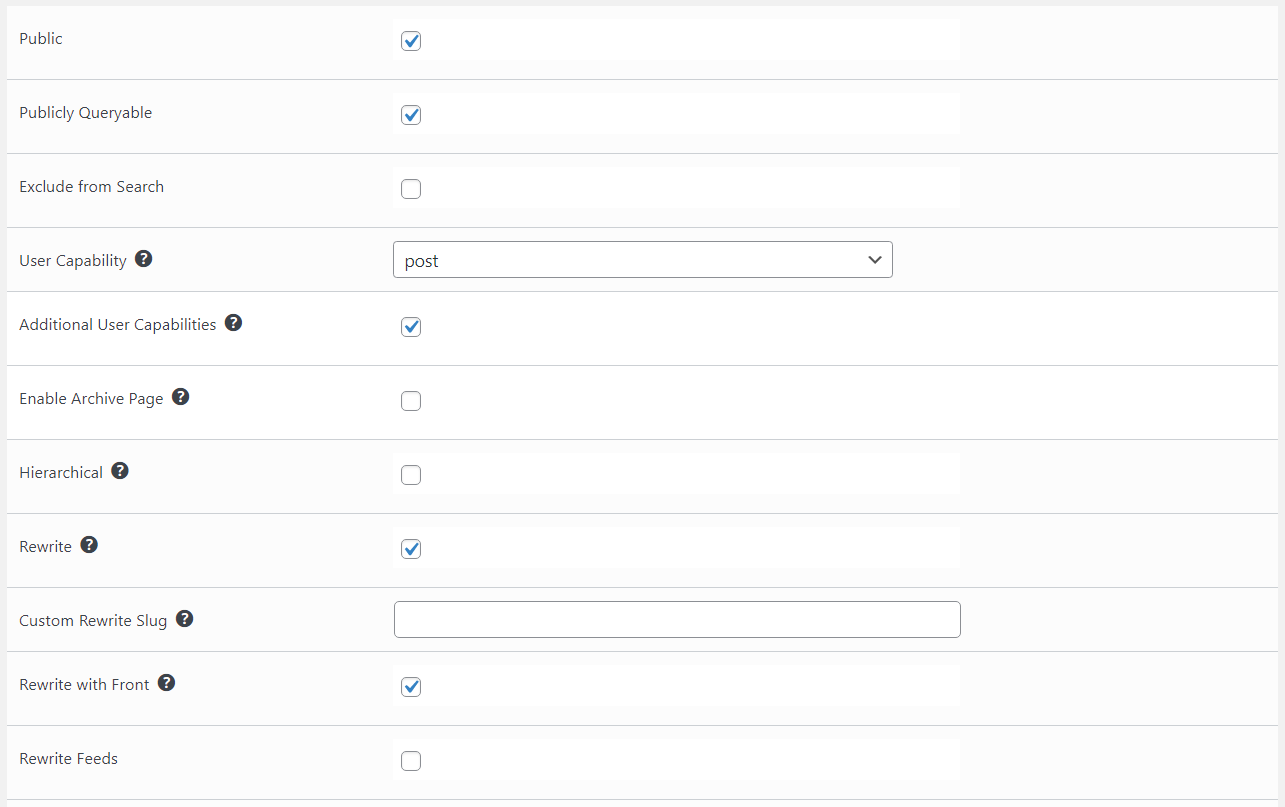 Public
Publicly Queryable
Exclude from Search
User Capability ?
post
Additional User Capabilities ?
Enable Archive Page ?
Hierarchical ?
Rewrite ?
Custom Rewrite Slug ?
Rewrite with Front ?
Rewrite Feeds